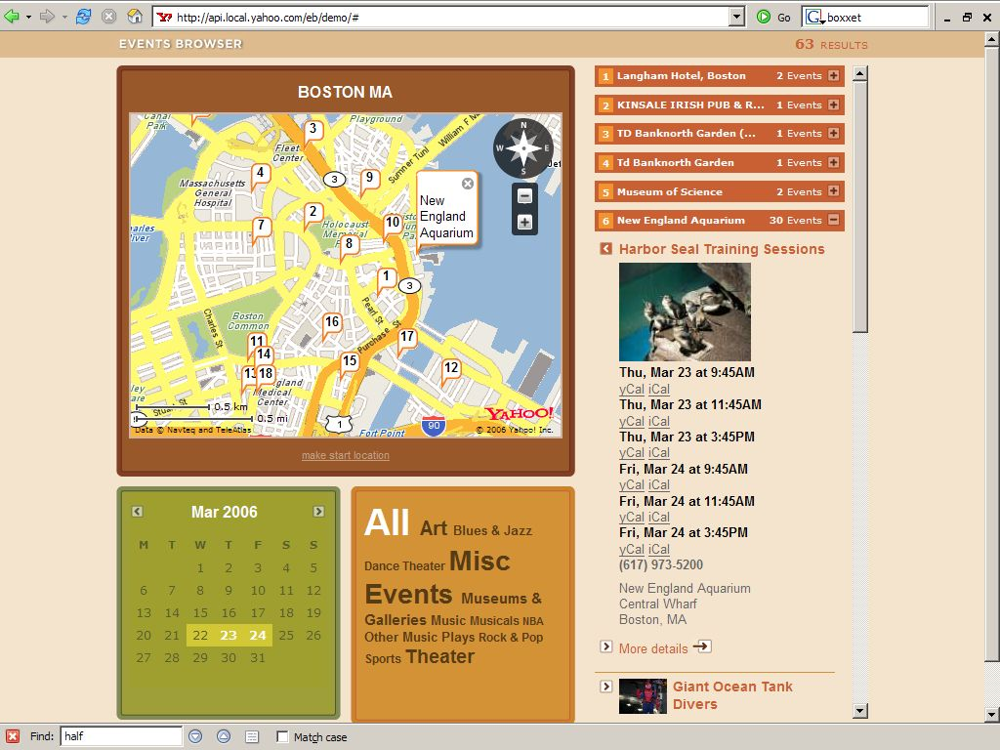 http://api.local.yahoo.com/eb/demo/#
Go
boxxet
EVENTS BROWSER
63 RESULTS
BOSTON MA
Canal Park
Playground
William F M
Fleet Center
Sumner Tunl
Massachusetts General Hospital
Holocaust
harles River
Boston Common
Charles St
Pearl St
Purchase St
ngland Medical Center
Fort Point
3
4
9
2
7
10
8
1
16
17
11
14
13
18
15
12
3
3
1
90
New
England
Aquarium
N
W E
S
0.5 km
0.5 mi
Data © Navteq and TeleAtlas
YAHOO!
© 2006 Yahoo! Inc.
make start location
1 Langham Hotel, Boston 2 Events
2 KINSALE IRISH PUB & R... 1 Events
3 TD Banknorth Garden (... 1 Events
4 Td Banknorth Garden 1 Events
5 Museum of Science 2 Events
6 New England Aquarium 30 Events
Harbor Seal Training Sessions
Thu, Mar 23 at 9:45AM
yCal iCal
Thu, Mar 23 at 11:45AM
yCal iCal
Thu, Mar 23 at 3:45PM
yCal iCal
Fri, Mar 24 at 9:45AM
yCal iCal
Fri, Mar 24 at 11:45AM
yCal iCal
Fri, Mar 24 at 3:45PM
yCal iCal
(617) 973-5200
New England Aquarium
Central Wharf
Boston, MA
More details
Giant Ocean Tank
Divers
Mar 2006
M T W T F S S
1 2 3 4 5
6 7 8 9 10 11 12
13 14 15 16 17 18 19
20 21 22 23 24 25 26
27 28 29 30 31
All Art Blues & Jazz
Dance Theater Misc
Events Museums &
Galleries Music Musicals NBA
Other Music Plays Rock & Pop
Sports Theater
Find: half
Match case